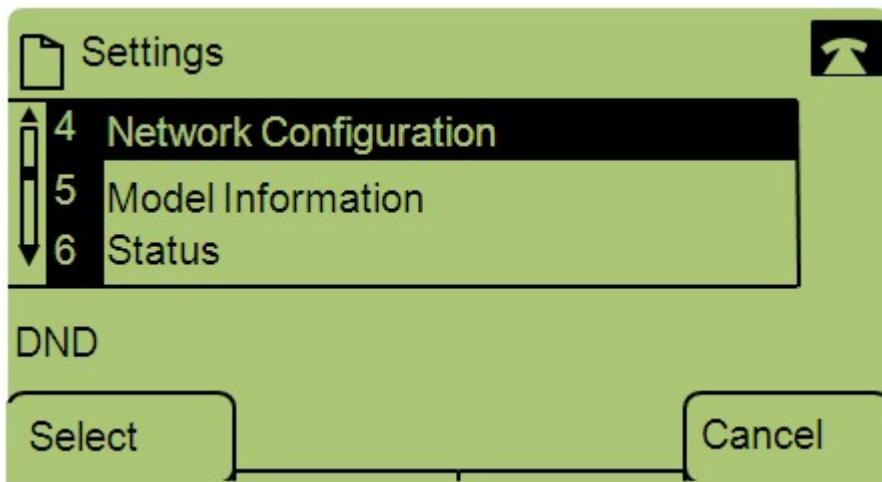 Settings
4 Network Configuration
5 Model Information
6 Status
DND
Select Cancel